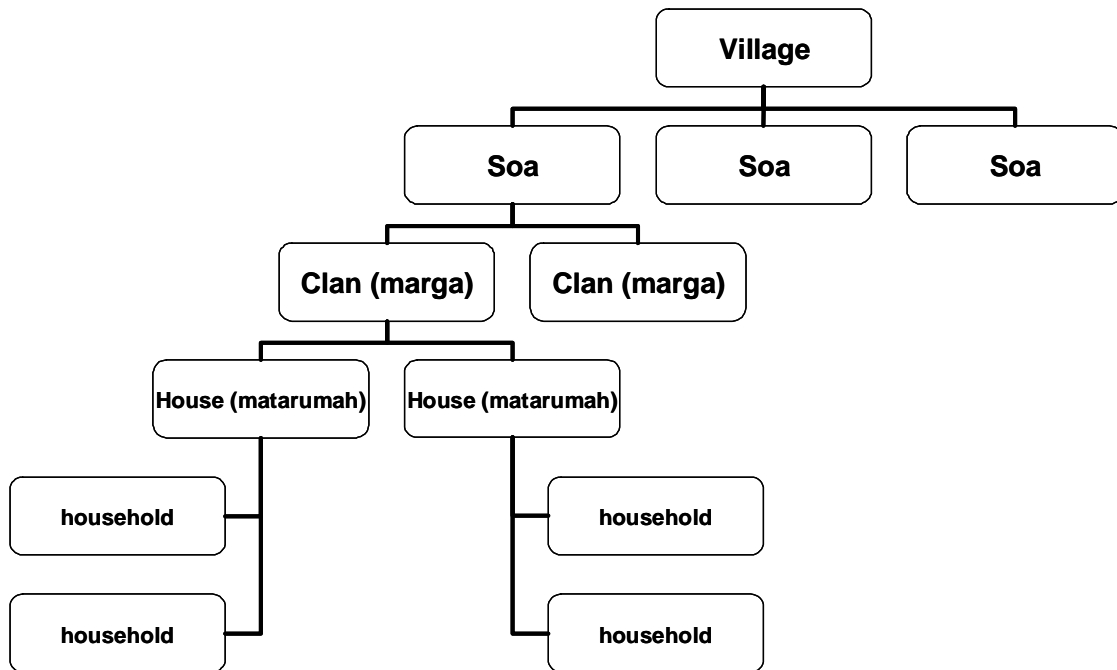 Village
Soa
Soa
Soa
Clan (marga)
Clan (marga)
House (matarumah)
House (matarumah)
household
household
household
household